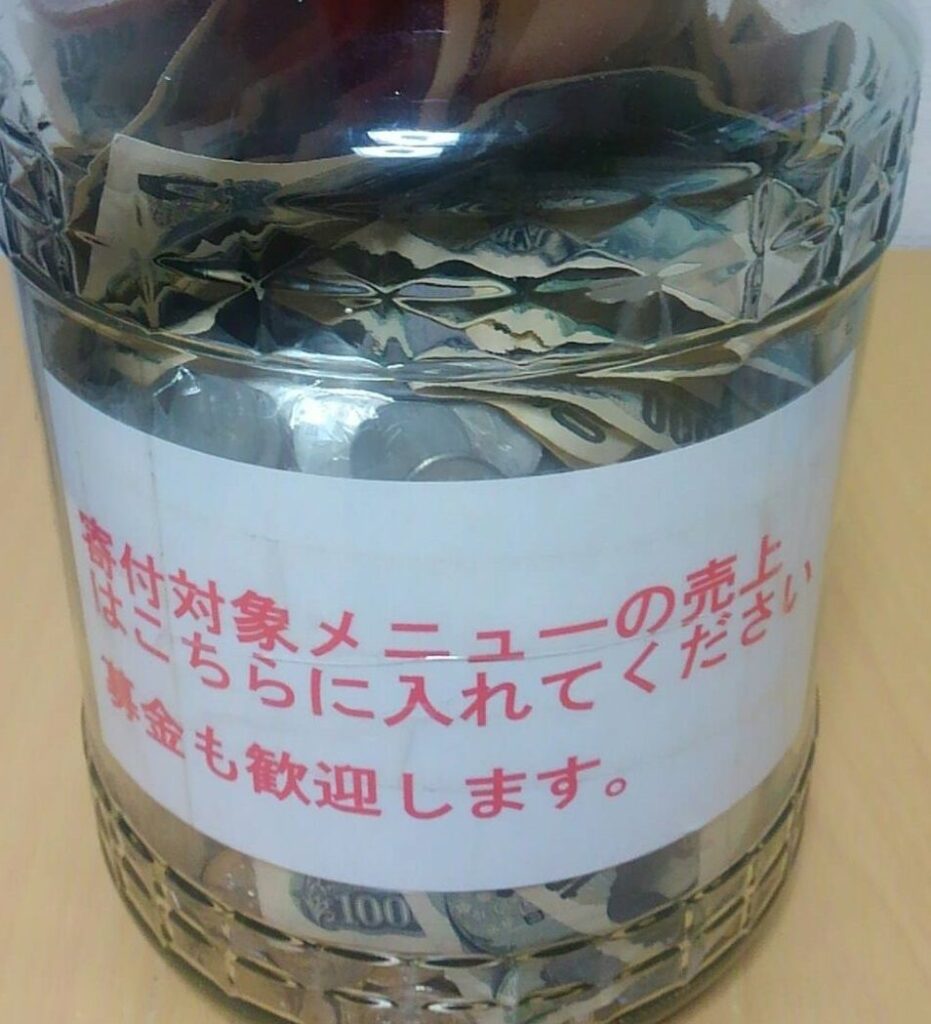 寄付対象メニューの売上
はこちらに入れてください
募金も歓迎します。
100